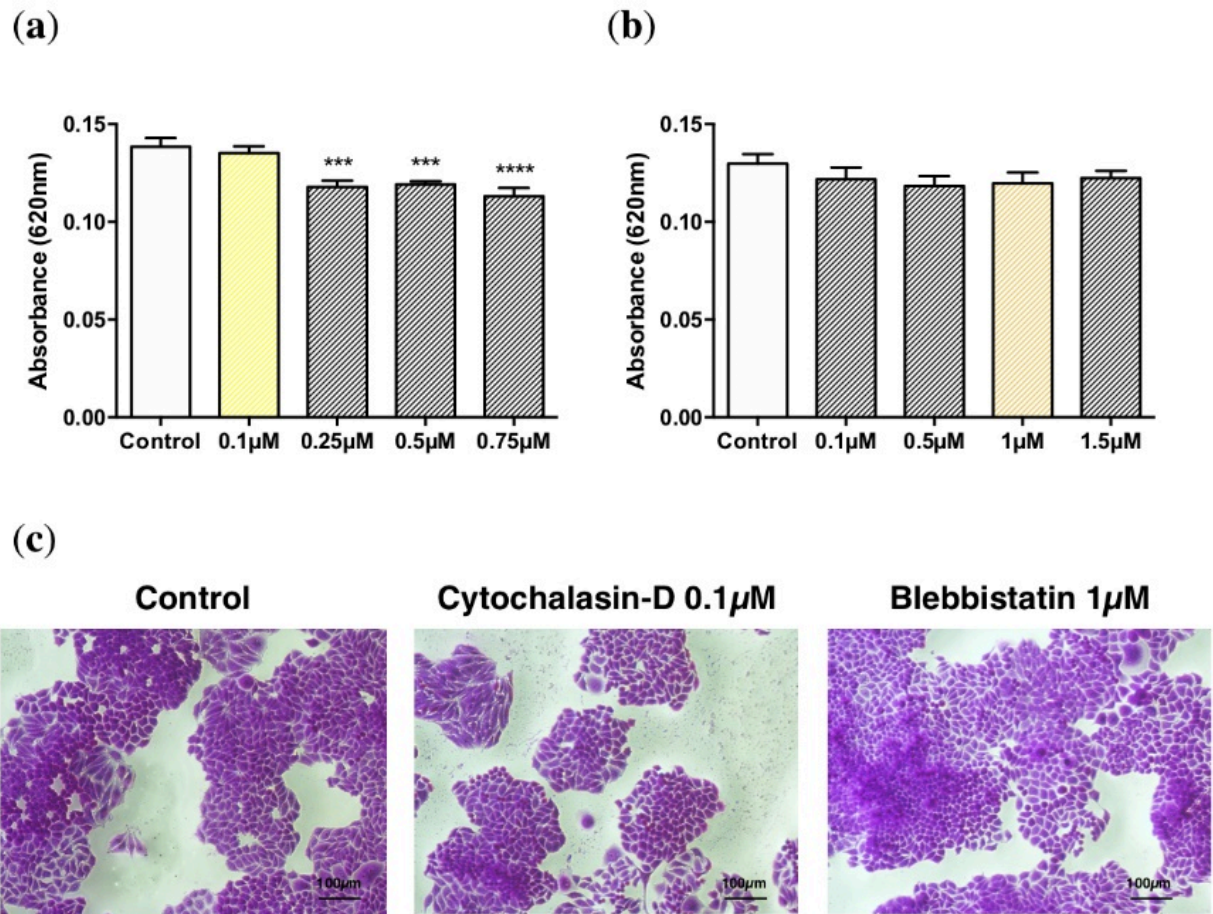 (a)
Absorbance (620nm)
0.15
0.10
0.05
0.00
*** *** ****
Control 0.1μM 0.25μM 0.5μM 0.75μM
(b)
Absorbance (620nm)
0.15
0.10
0.05
0.00
Control 0.1μM 0.5μM 1μM 1.5μM
(c)
Control Cytochalasin-D 0.1μM Blebbistatin 1μM
100μm 100μm 100μm